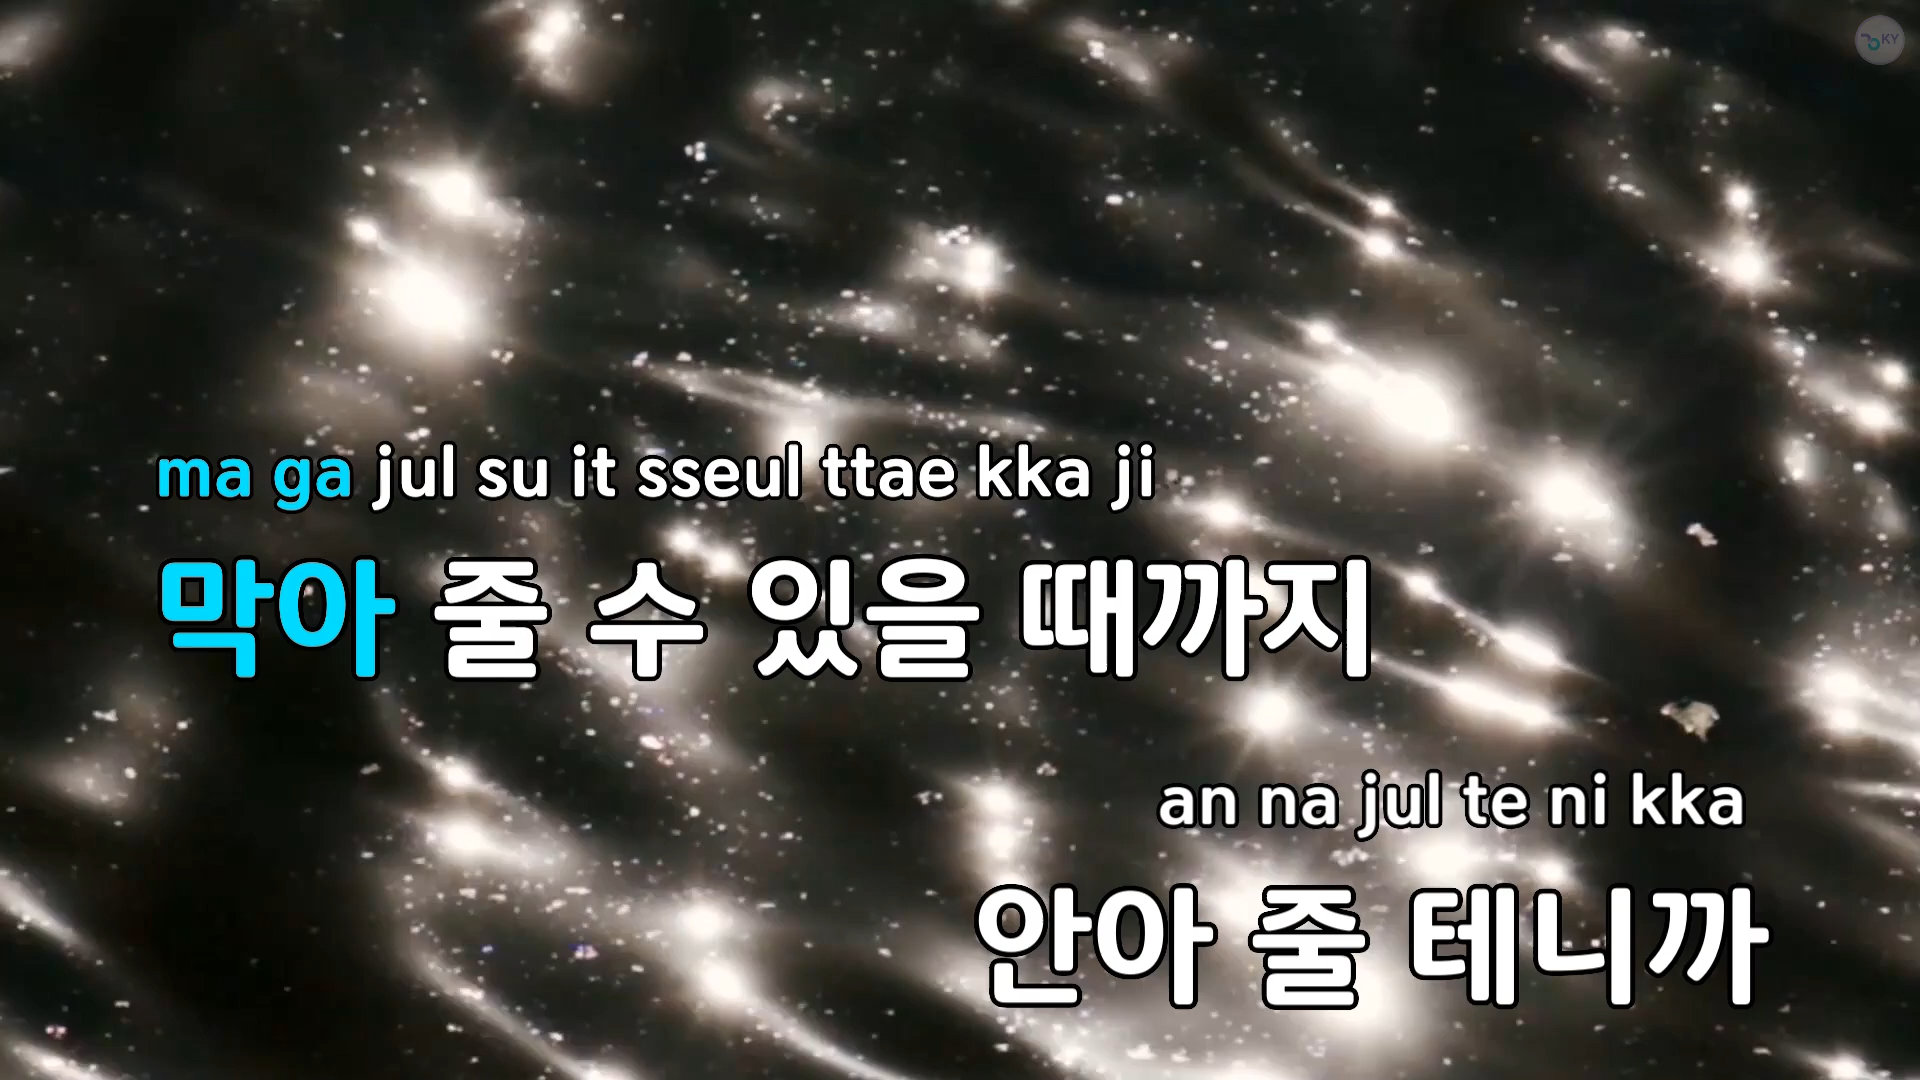 KY
ma ga jul su it sseul ttae kka ji
막아 줄 수 있을 때까지
an na jul te ni kka
안아 줄 테니까